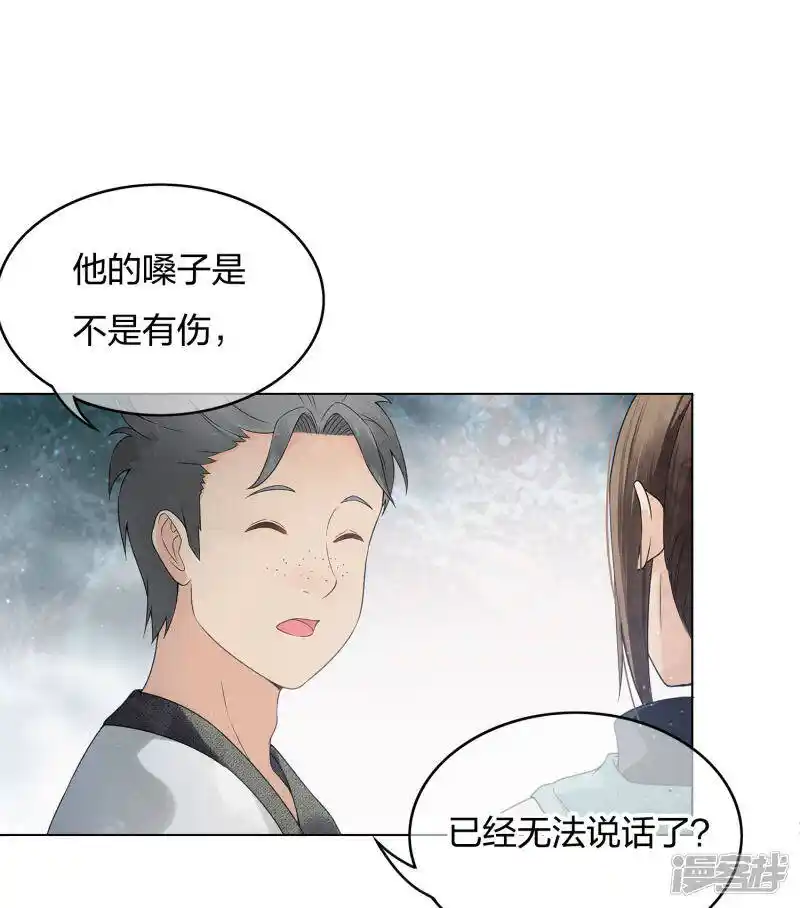 他的嗓子是
不是有伤，
已经无法说话了？
漫客栈